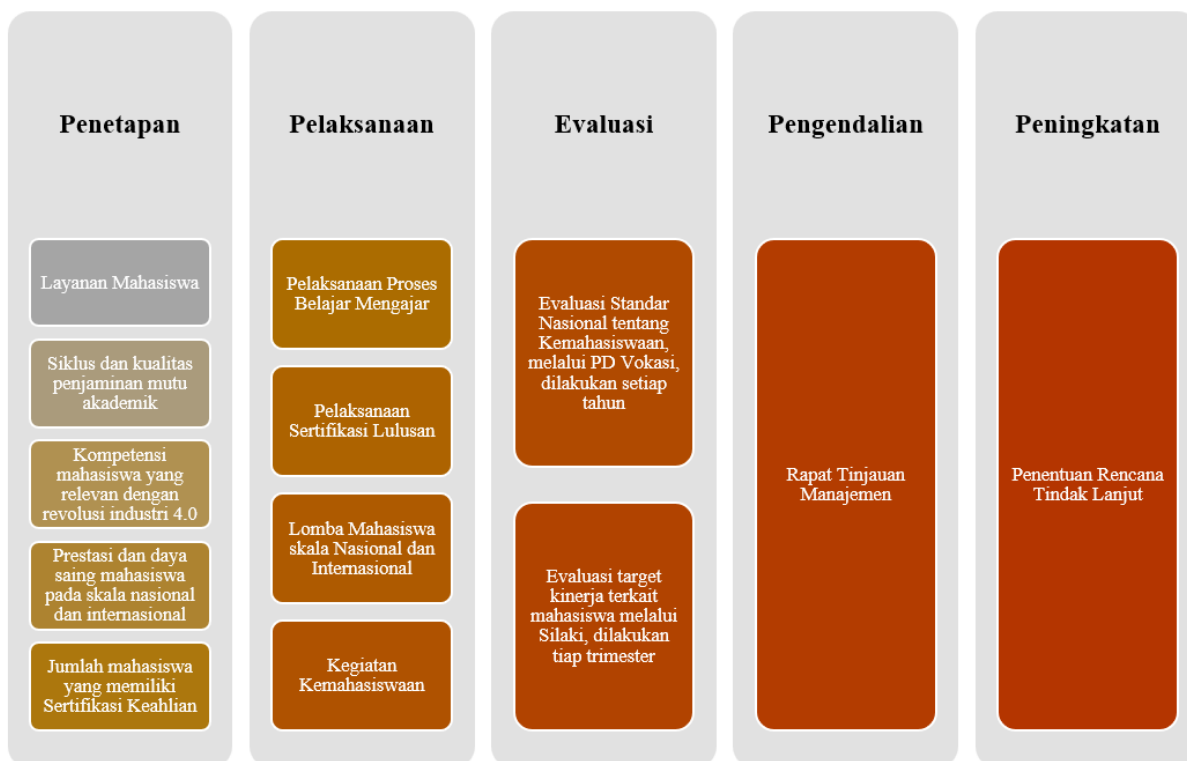 Penetapan
Layanan Mahasiswa
Siklus dan kualitas
penjaminan mutu
akademik
Kompetensi
mahasiswa yang
relevan dengan
revolusi industri 4.0
Prestasi dan daya
saing mahasiswa
pada skala nasional
dan internasional
Jumlah mahasiswa
yang memiliki
Sertifikasi Keahlian
Pelaksanaan
Pelaksanaan Proses
Belajar Mengajar
Pelaksanaan
Sertifikasi Lulusan
Lomba Mahasiswa
skala Nasional dan
Internasional
Kegiatan
Kemahasiswaan
Evaluasi
Evaluasi Standar
Nasional tentang
Kemahasiswaan,
melalui PD Vokasi,
dilakukan setiap
tahun
Evaluasi target
kinerja terkait
mahasiswa melalui
Silaki, dilakukan
tiap trimester
Pengendalian
Rapat Tinjauan
Manajemen
Peningkatan
Penentuan Rencana
Tindak Lanjut